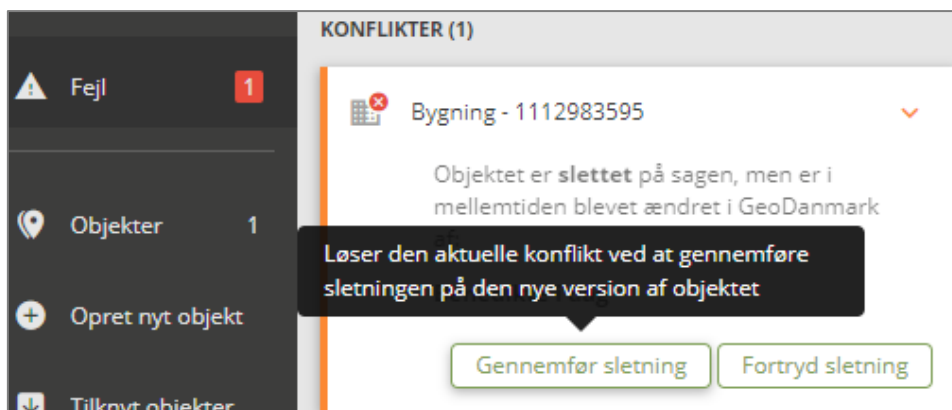 KONFLIKTER (1)
Fejl 1
Bygning - 1112983595
Objektet er slettet på sagen, men er i
mellemtiden blevet ændret i GeoDanmark
Objekter 1
Løser den aktuelle konflikt ved at gennemføre
sletningen på den nye version af objektet
Opret nyt objekt
Gennemfør sletning Fortryd sletning
Tilknyt objekter